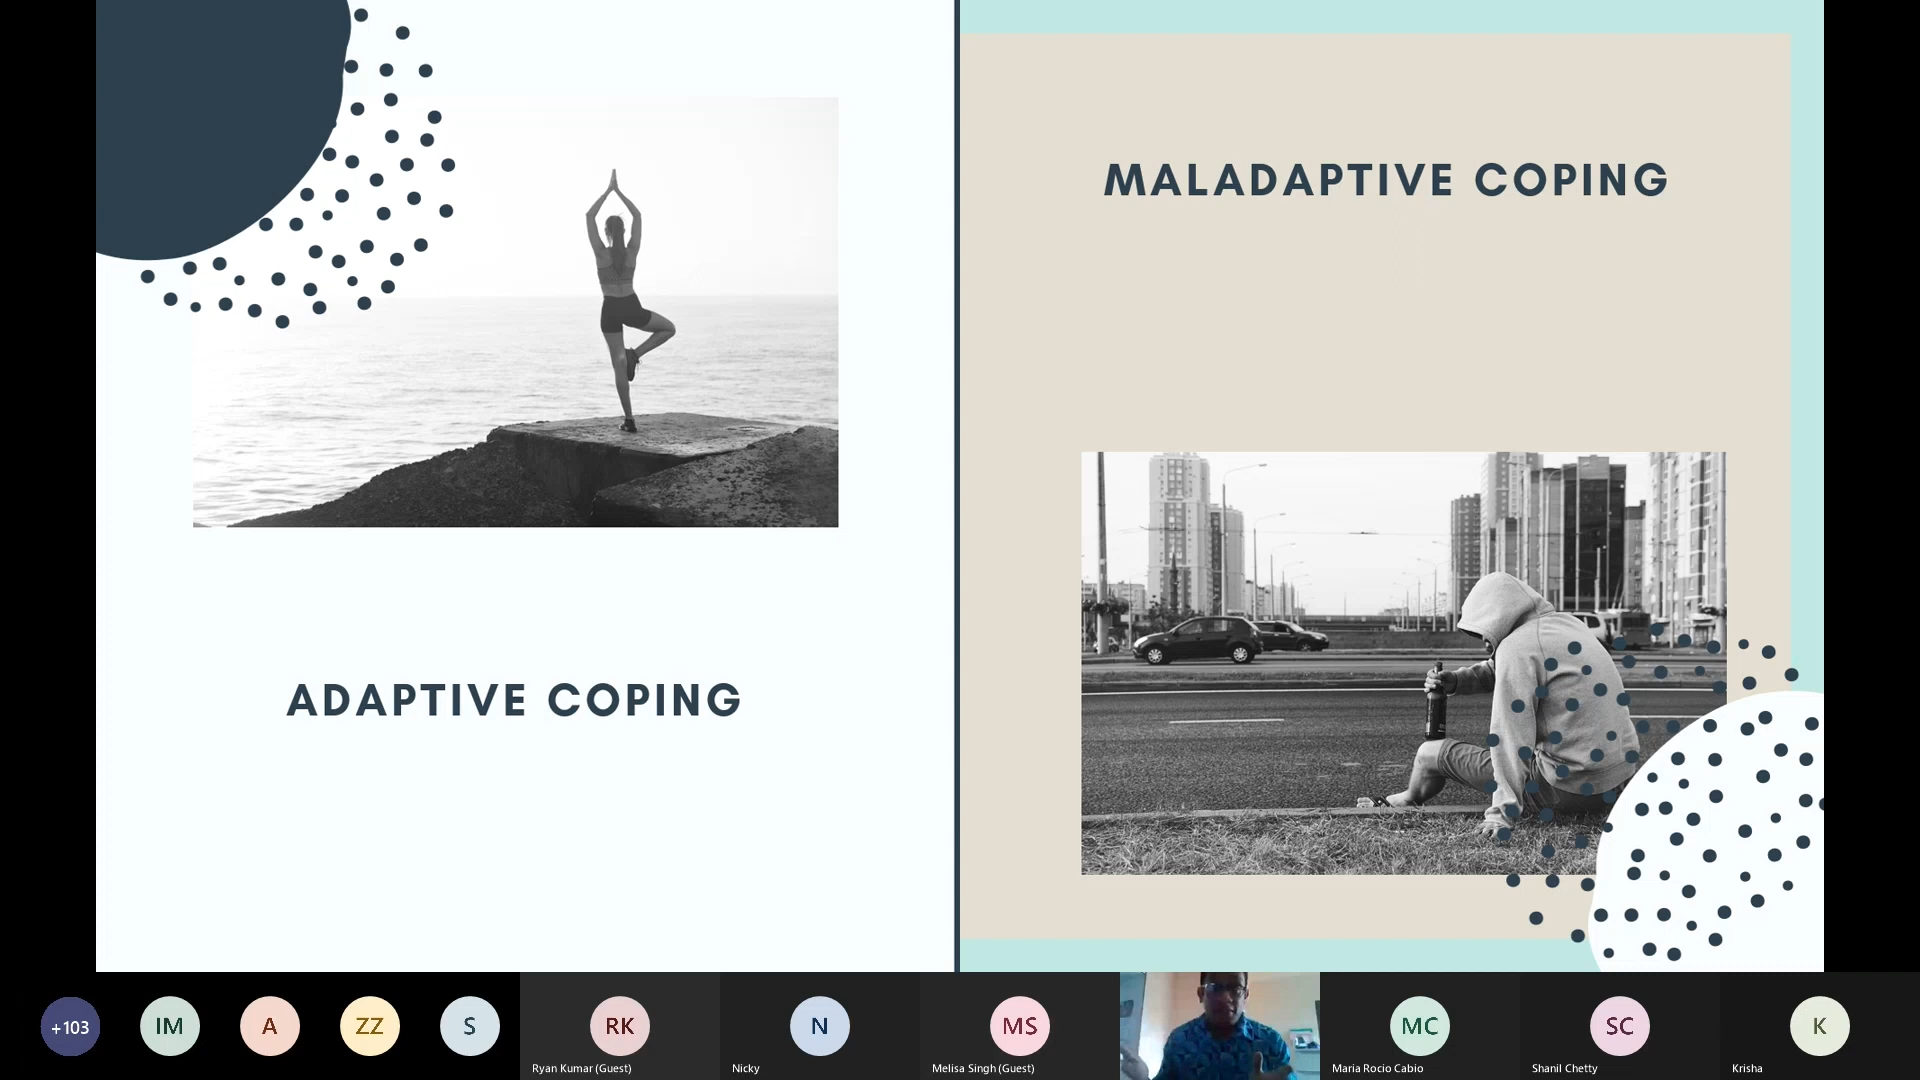 MALADAPTIVE COPING
ADAPTIVE COPING
+103
IM
A
ZZ
S
RK
N
MS
MC
SC
K
Ryan Kumar (Guest)
Nicky
Melisa Singh (Guest)
Maria Rocio Cabio
Shanil Chetty
Krisha